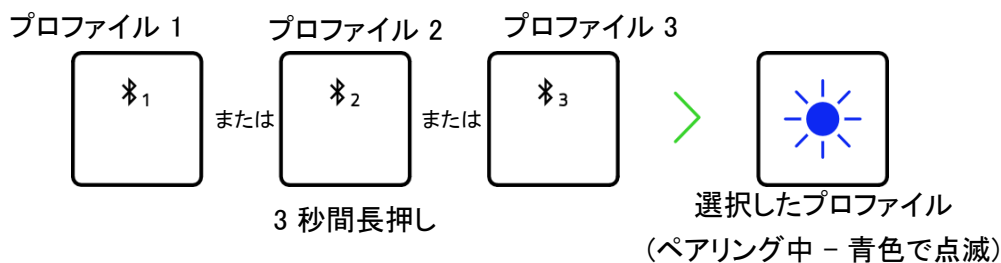 プロファイル 1
プロファイル 2
プロファイル 3
1
または
2
または
3
3 秒間長押し
選択したプロファイル
(ペアリング中 – 青色で点滅)